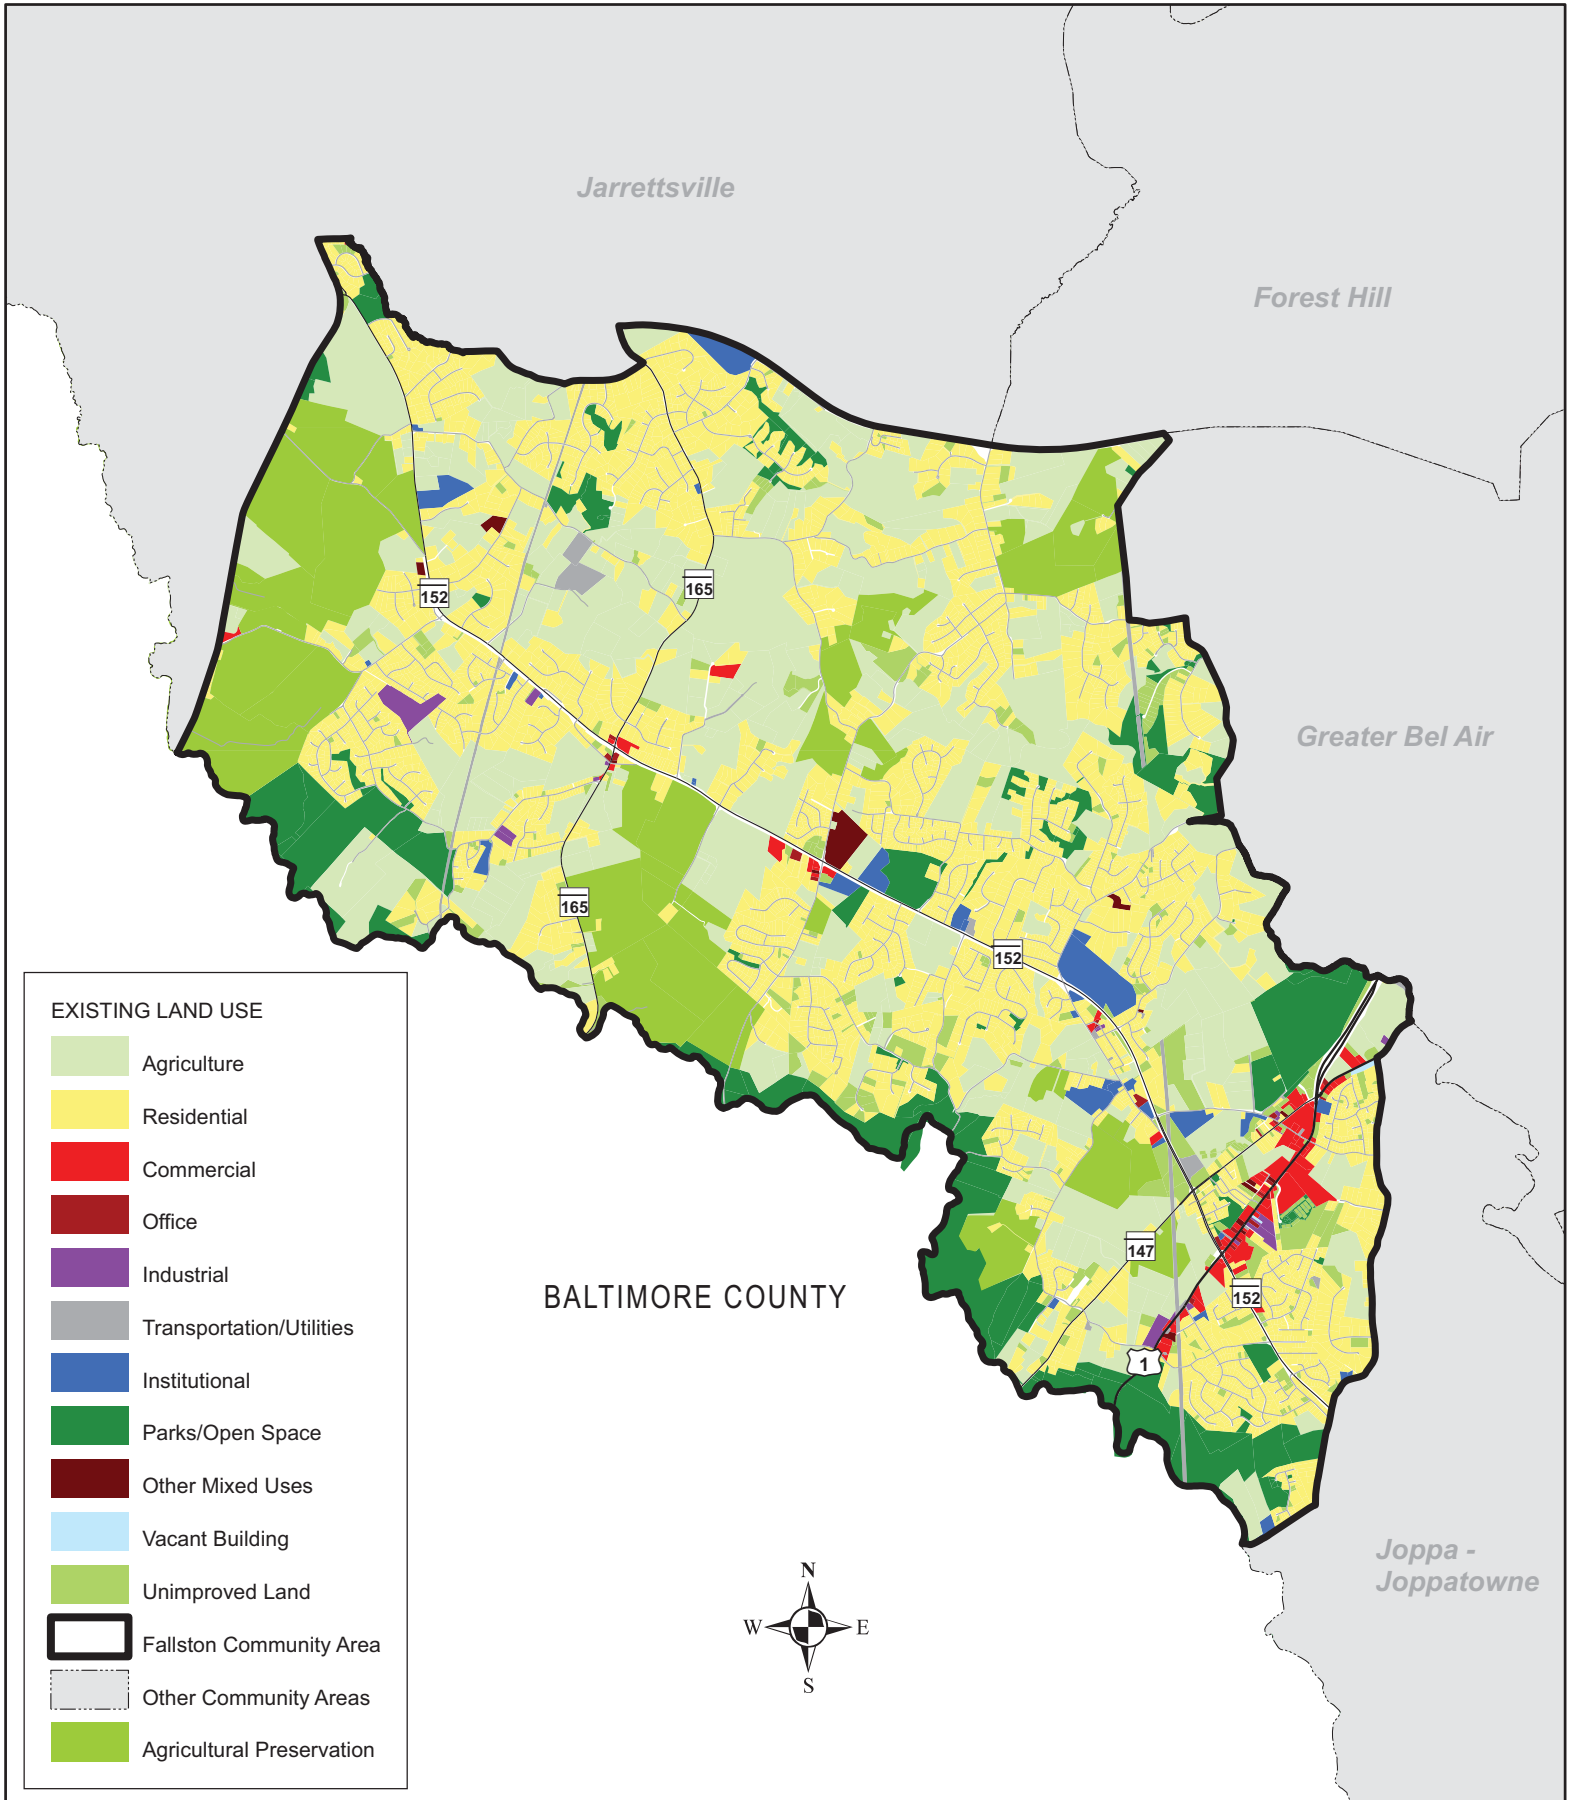 Jarrettsville
Forest Hill
152
165
Greater Bel Air
165
152
EXISTING LAND USE
Agriculture
Residential
Commercial
Office
Industrial
Transportation/Utilities
Institutional
Parks/Open Space
Other Mixed Uses
Vacant Building
Unimproved Land
Fallston Community Area
Other Community Areas
Agricultural Preservation
147
152
BALTIMORE COUNTY
1
Joppa -
Joppatowne
N
W
E
S